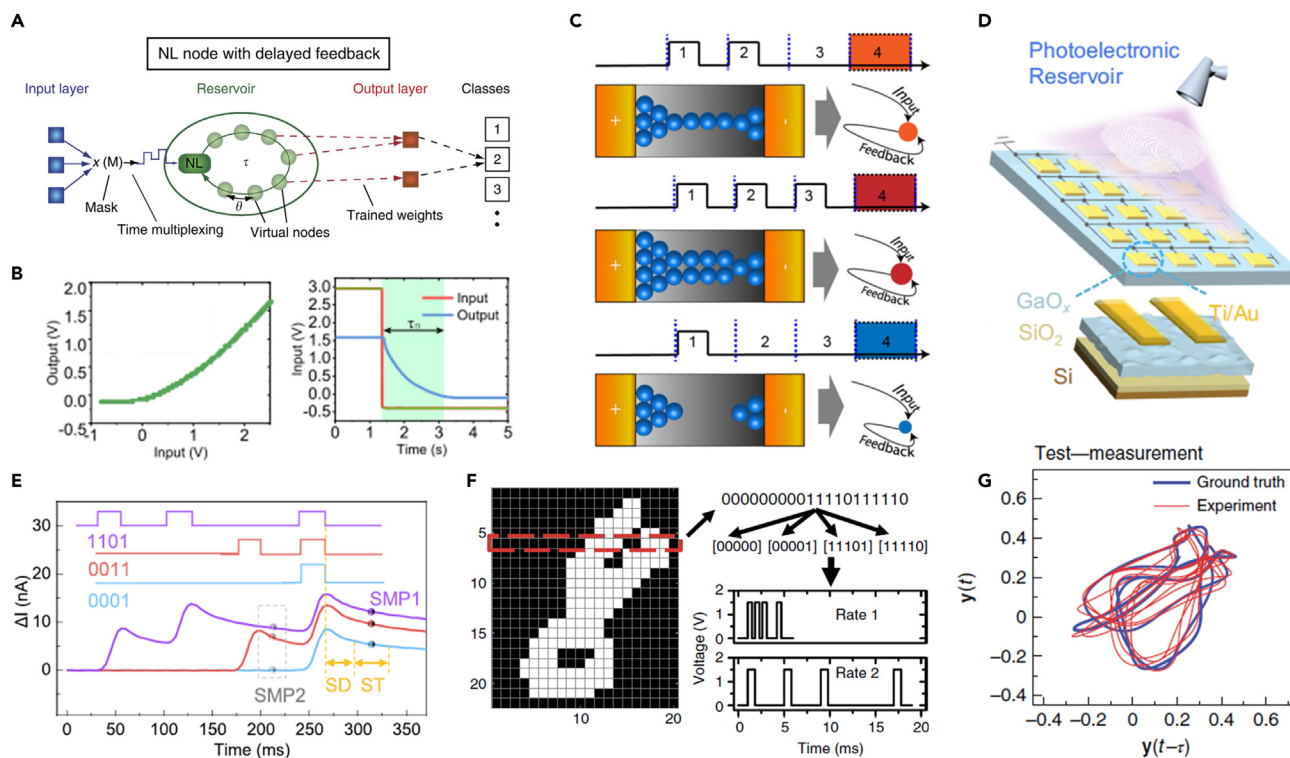 A
NL node with delayed feedback
Input layer
Reservoir
Output layer
Classes
x (M)
NL
τ
θ
1
2
3
Mask
Time multiplexing
Virtual nodes
Trained weights
B
Output (V)
2.0
1.5
1.0
0.5
0.0
-0.5
-1
0
1
2
Input (V)
Input (V)
3.0
2.5
2.0
1.5
1.0
0.5
0.0
-0.5
Input
Output
0
1
2
3
4
5
Time (s)
C
1
2
3
4
+
-
Input
Feedback
1
2
3
4
+
-
Input
Feedback
1
2
3
4
+
-
Input
Feedback
D
Photoelectronic
Reservoir
GaOx
Ti/Au
SiO2
Si
E
ΔI (nA)
30
20
10
0
1101
0011
0001
SMP1
SMP2
SD
ST
0
50
100
150
200
250
300
350
Time (ms)
F
5
10
15
20
10
20
00000000011110111110
[00000] [00001] [11101] [11110]
Voltage (V)
2
1
0
Rate 1
2
1
0
Rate 2
0
5
10
15
20
Time (ms)
Test—measurement
G
Ground truth
Experiment
y(t)
0.6
0.4
0.2
0
-0.2
-0.4
-0.4
-0.2
0
0.2
0.4
0.6
y(t-τ)